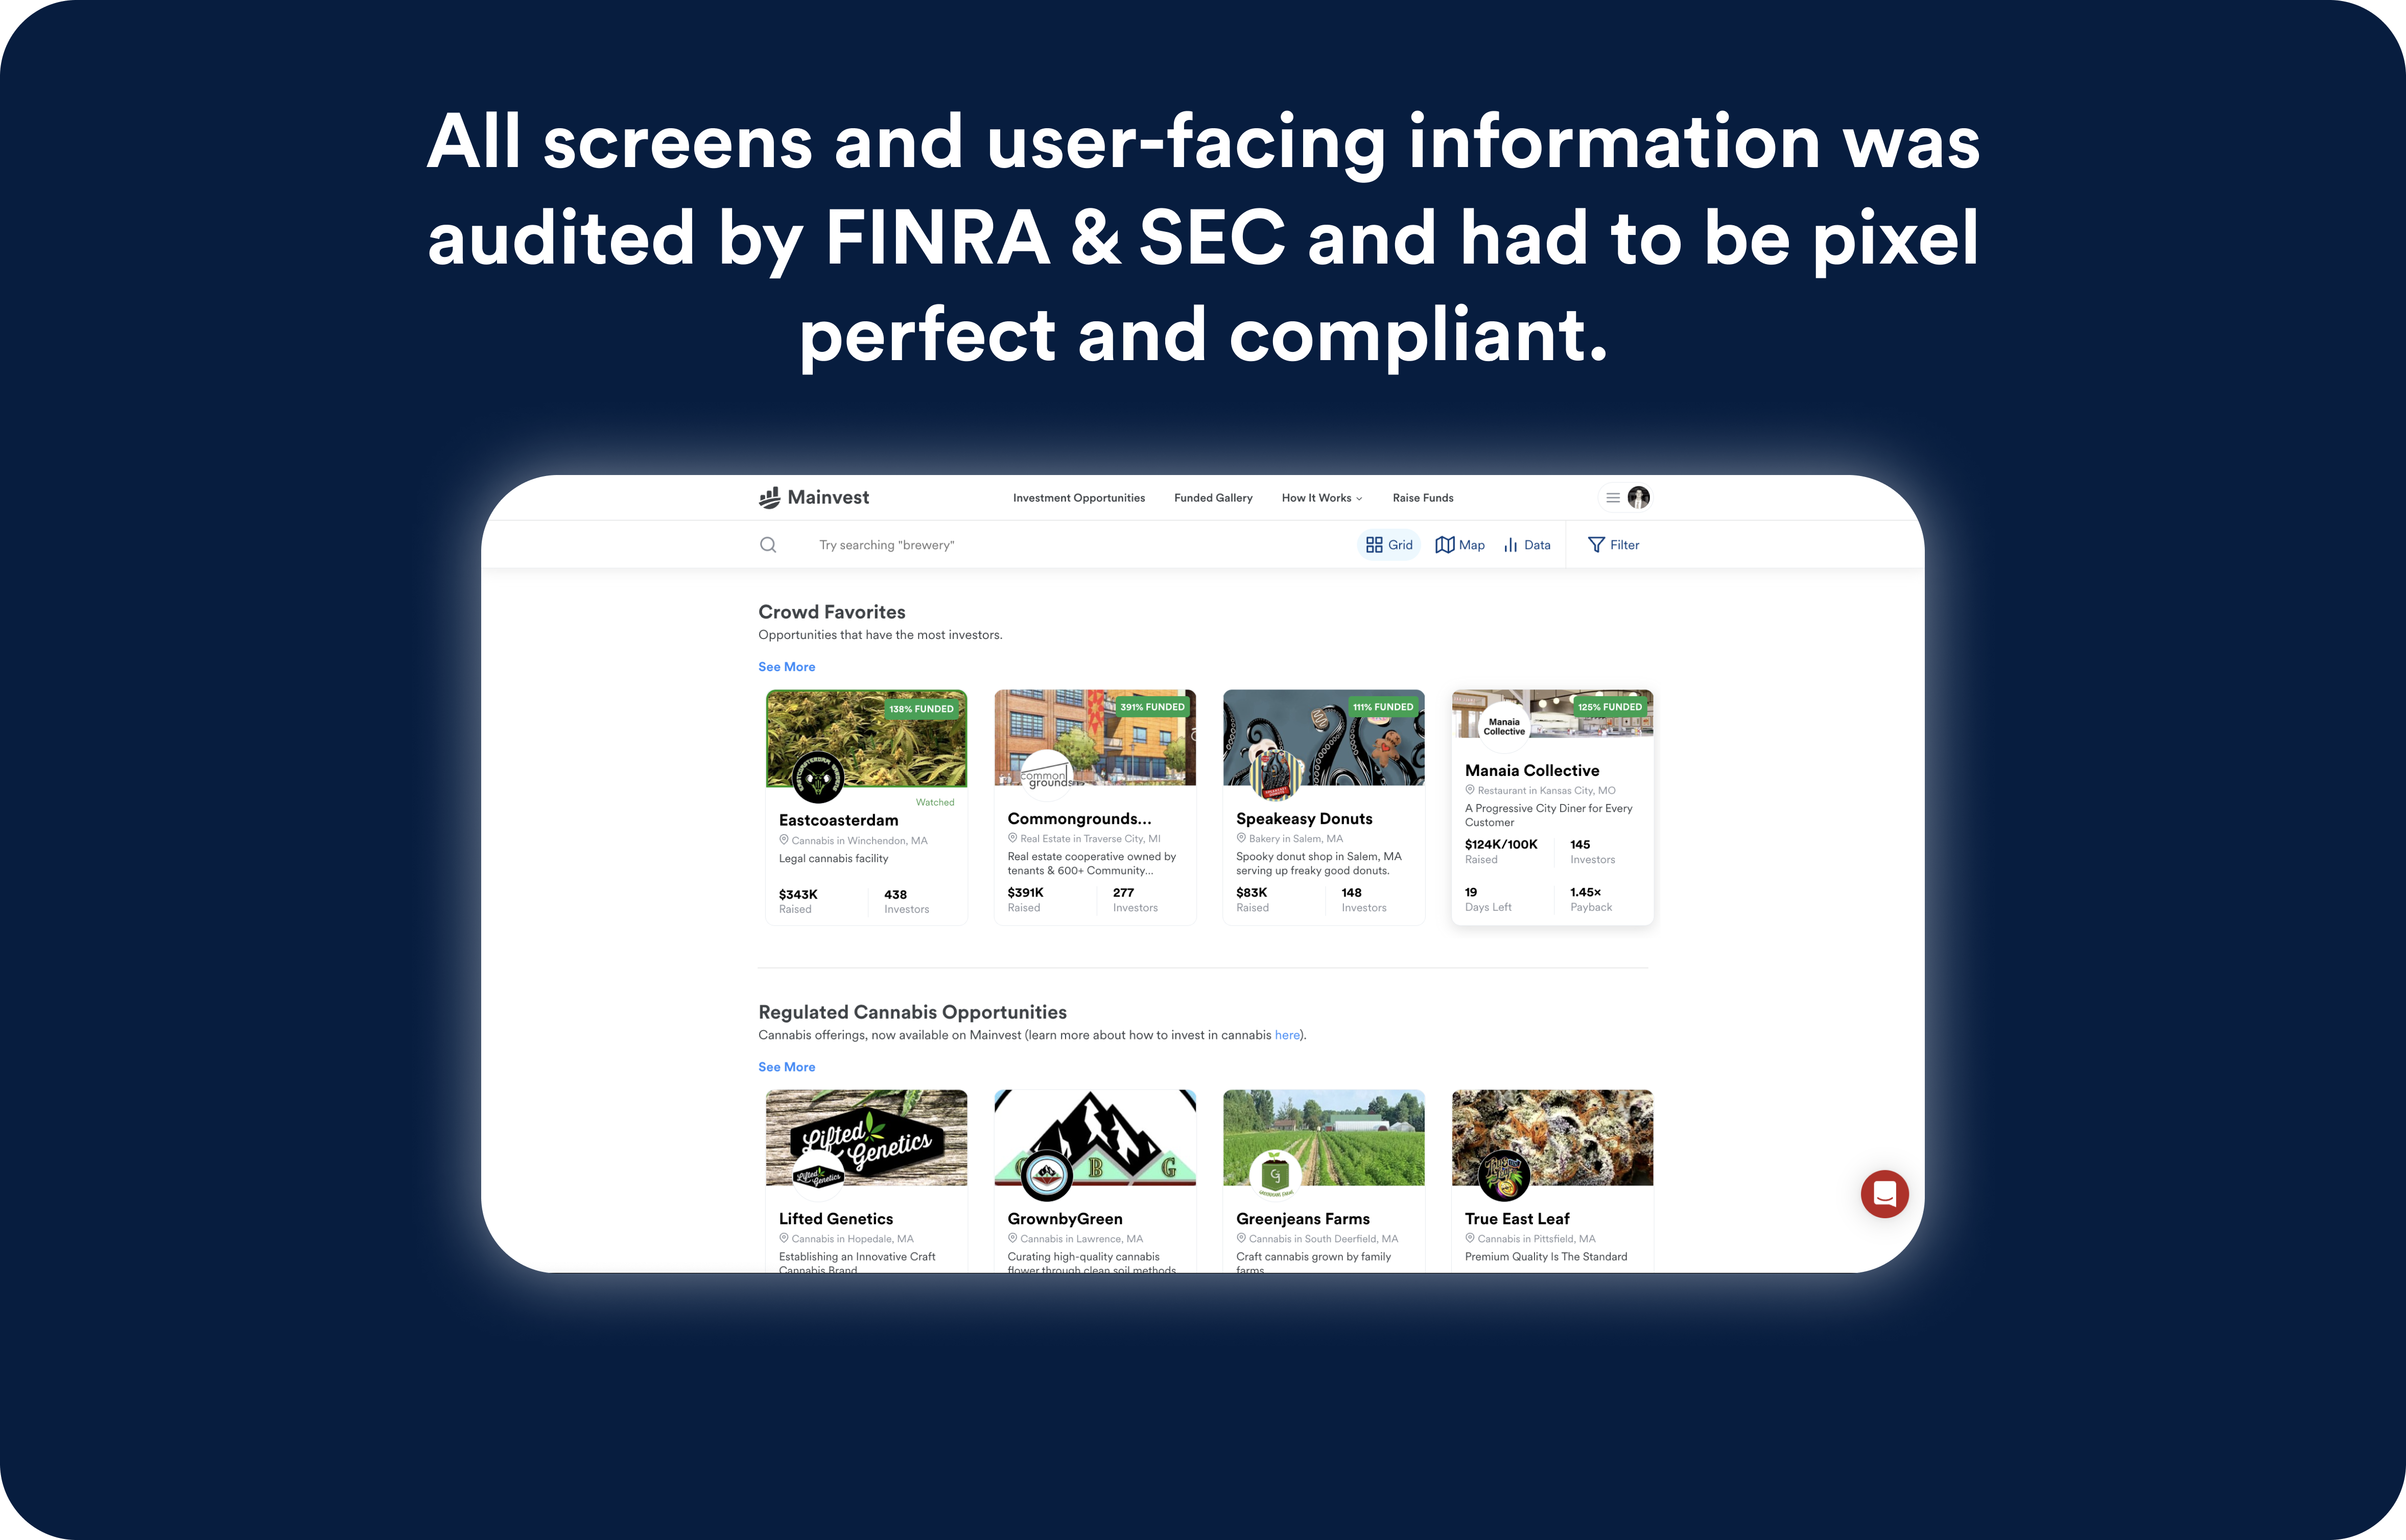 All screens and user-facing information was
audited by FINRA & SEC and had to be pixel
perfect and compliant.
Mainvest
Investment Opportunities
Funded Gallery
How It Works
Raise Funds
Try searching "brewery"
Grid
Map
Data
Filter
Crowd Favorites
Opportunities that have the most investors.
See More
138% FUNDED
Watched
Eastcoasterdam
Cannabis in Winchendon, MA
Legal cannabis facility
$343K
Raised
438
Investors
391% FUNDED
common
grounds
Commongrounds...
Real Estate in Traverse City, MI
Real estate cooperative owned by
tenants & 600+ Community...
$391K
Raised
277
Investors
111% FUNDED
Speakeasy Donuts
Bakery in Salem, MA
Spooky donut shop in Salem, MA
serving up freaky good donuts.
$83K
Raised
148
Investors
125% FUNDED
Manaia
Collective
Manaia Collective
Restaurant in Kansas City, MO
A Progressive City Diner for Every
Customer
$124K/100K
Raised
145
Investors
19
Days Left
1.45×
Payback
Regulated Cannabis Opportunities
Cannabis offerings, now available on Mainvest (learn more about how to invest in cannabis here).
See More
Lifted
Genetics
Lifted
Genetics
Lifted Genetics
Cannabis in Hopedale, MA
Establishing an Innovative Craft
Cannabis Brand
B G
GrownbyGreen
Cannabis in Lawrence, MA
Curating high-quality cannabis
flower through clean soil methods
Greenjeans Farms
Cannabis in South Deerfield, MA
Craft cannabis grown by family
farms
True East Leaf
Cannabis in Pittsfield, MA
Premium Quality Is The Standard